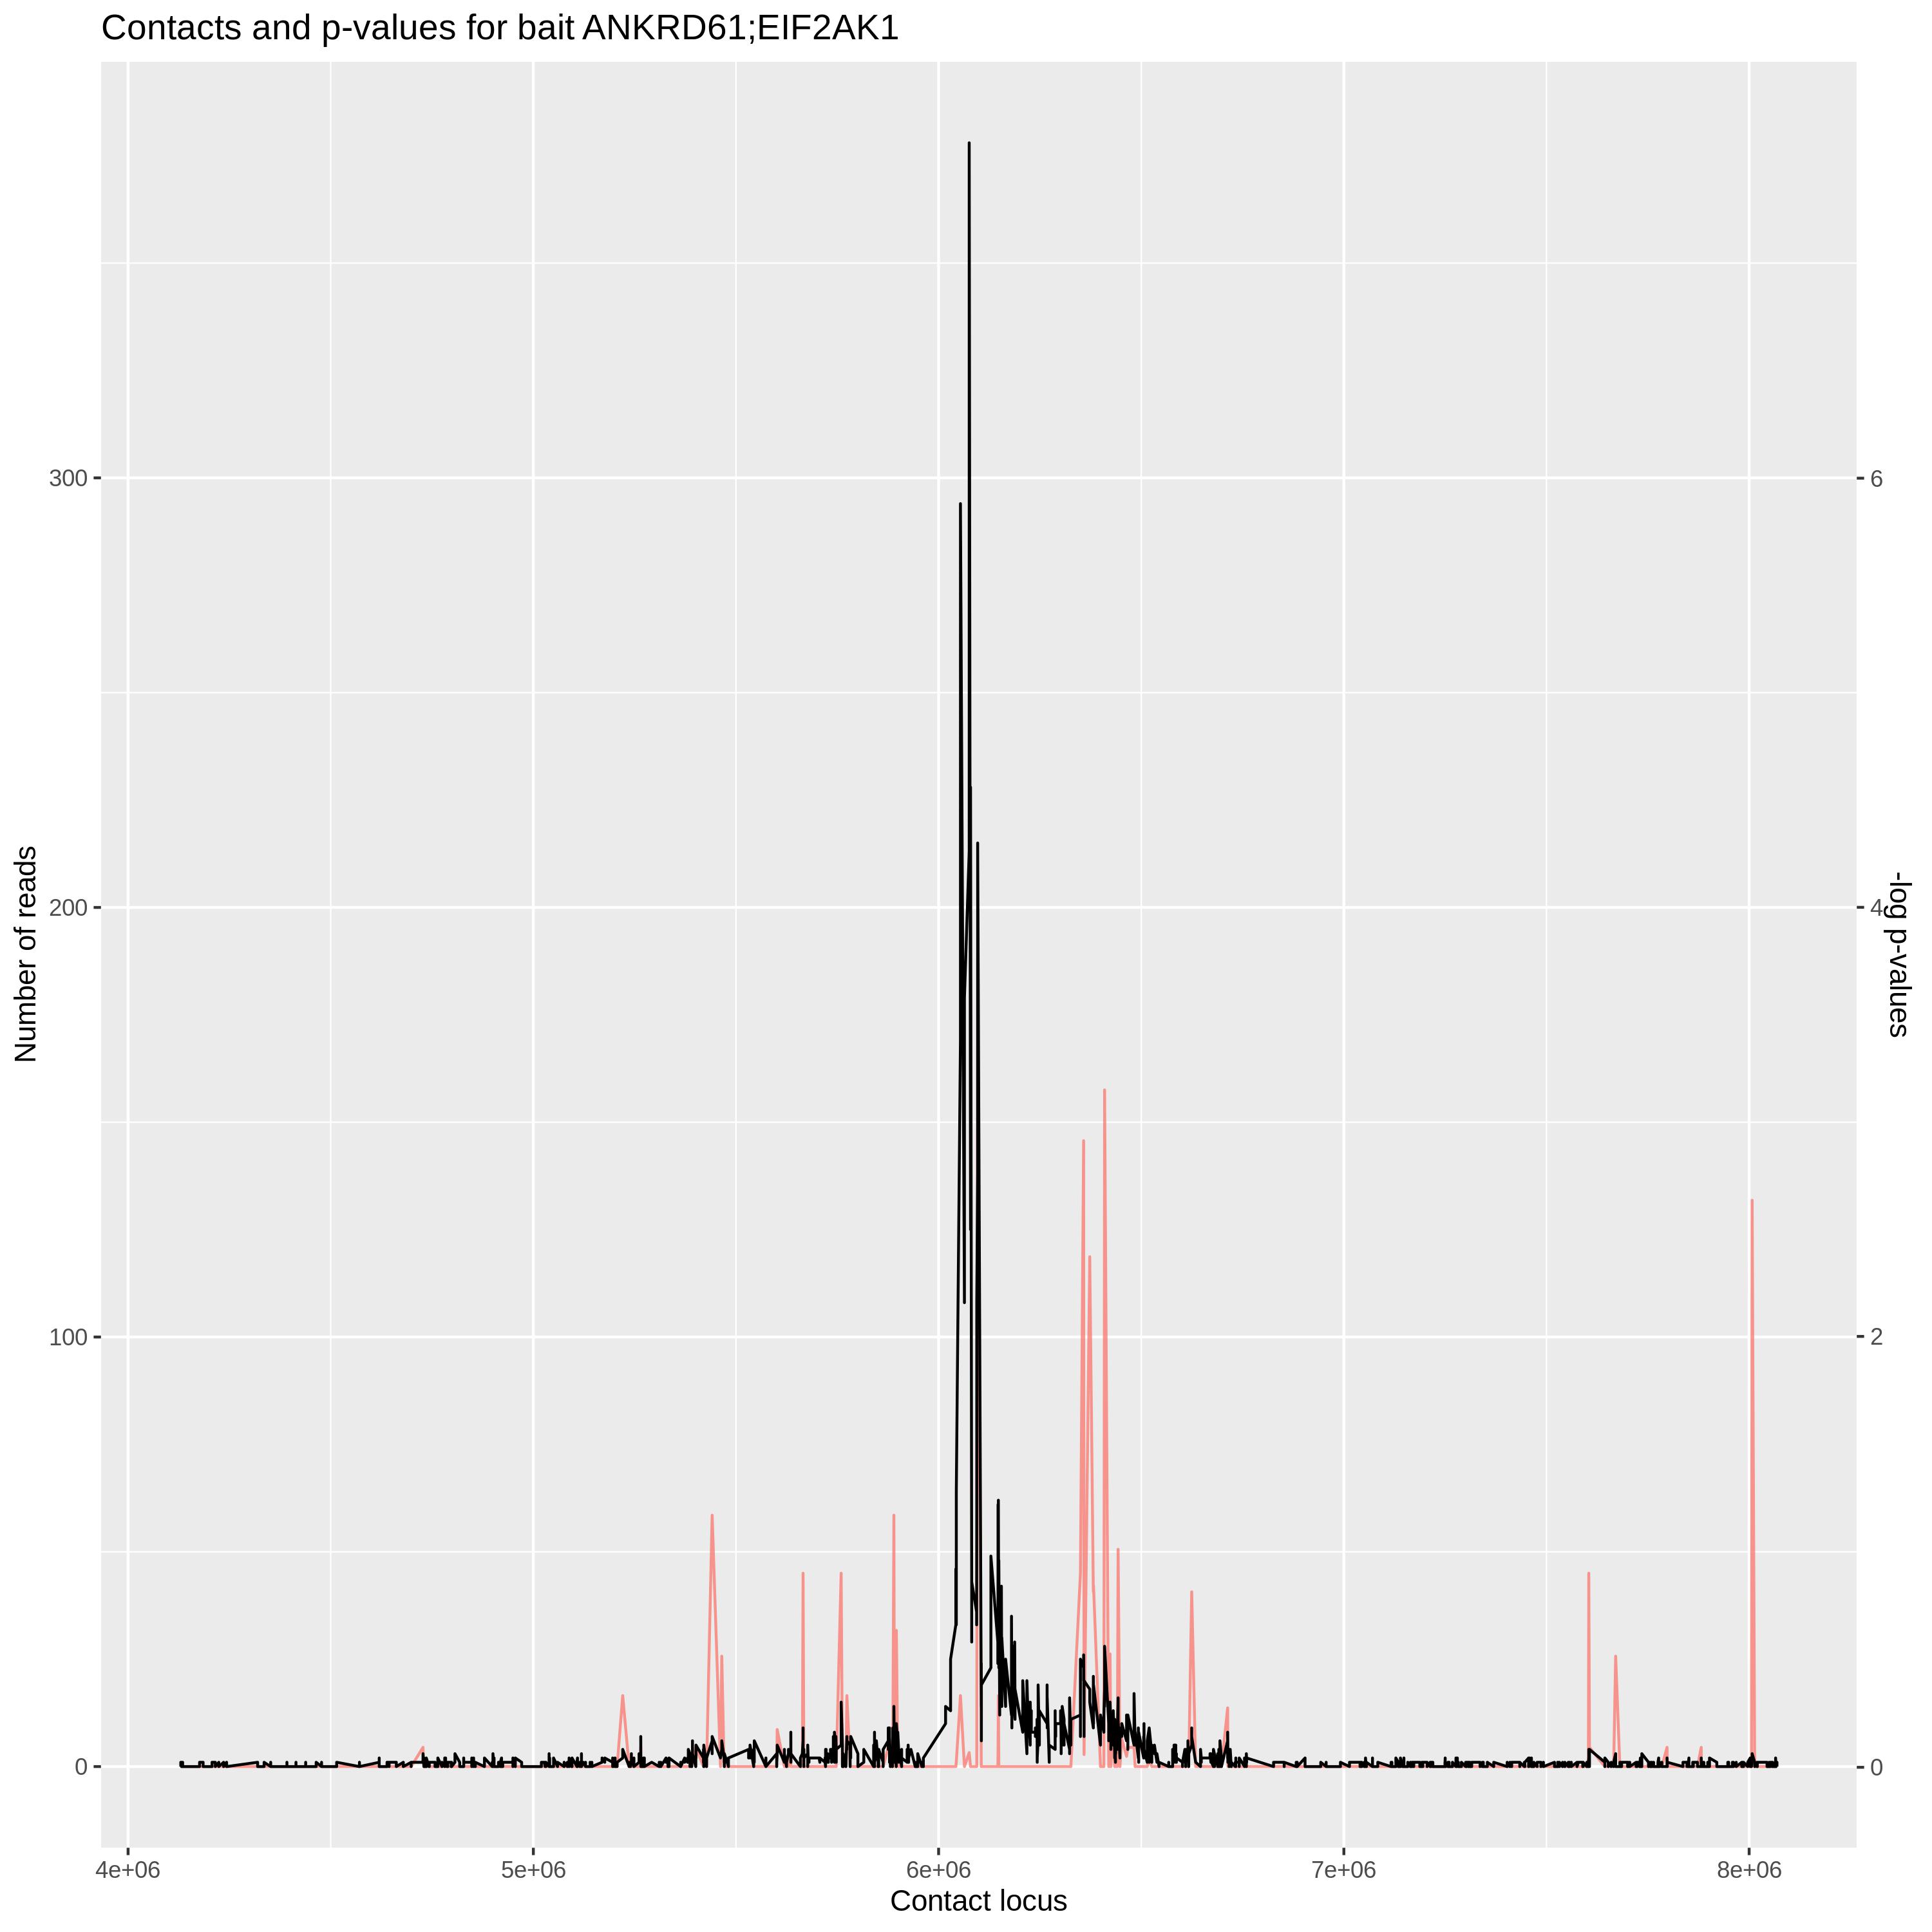 Contacts and p-values for bait ANKRD61;EIF2AK1
Number of reads
300
200
100
0
6
4
2
0
-log p-values
4e+06 5e+06 6e+06 7e+06 8e+06
Contact locus